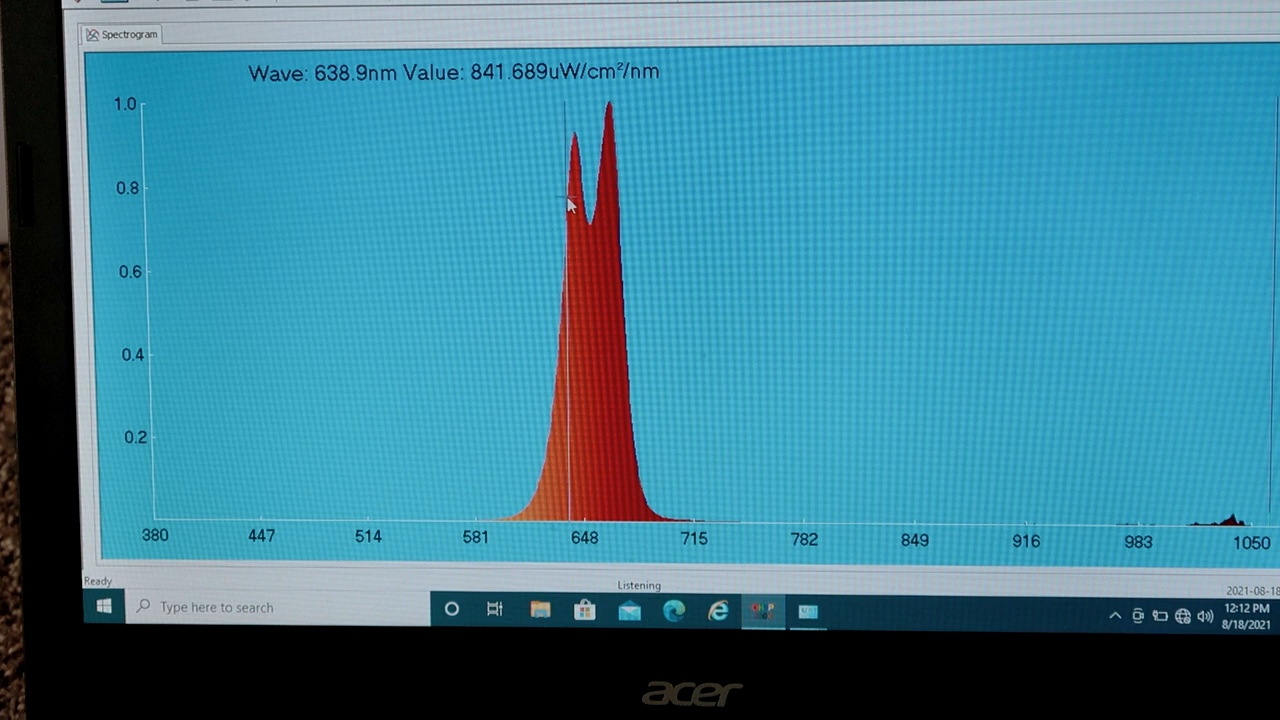 Spectrogram
Wave: 638.9nm Value: 841.689uW/cm²/nm
1.0
0.8
0.6
0.4
0.2
380 447 514 581 648 715 782 849 916 983 1050
Ready Listening 2021-08-18
Type here to search
12:12 PM
8/18/2021
acer